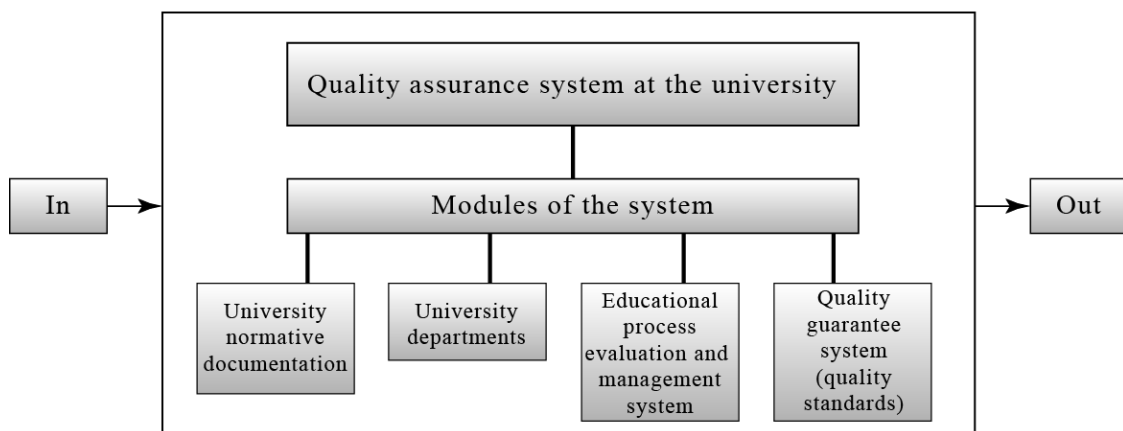 Quality assurance system at the university
In
Modules of the system
Out
University
normative
documentation
University
departments
Educational
process
evaluation and
management
system
Quality
guarantee
system
(quality
standards)